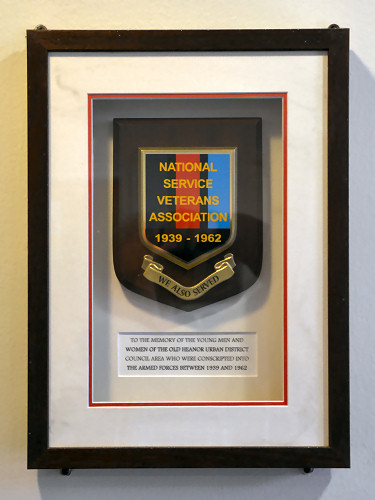 NATIONAL
SERVICE
VETERANS
ASSOCIATION
1939 - 1962
WE ALSO SERVED
TO THE MEMORY OF THE YOUNG MEN AND
WOMEN OF THE OLD HEANOR URBAN DISTRICT
COUNCIL AREA WHO WERE CONSCRIPTED INTO
THE ARMED FORCES BETWEEN 1939 AND 1962